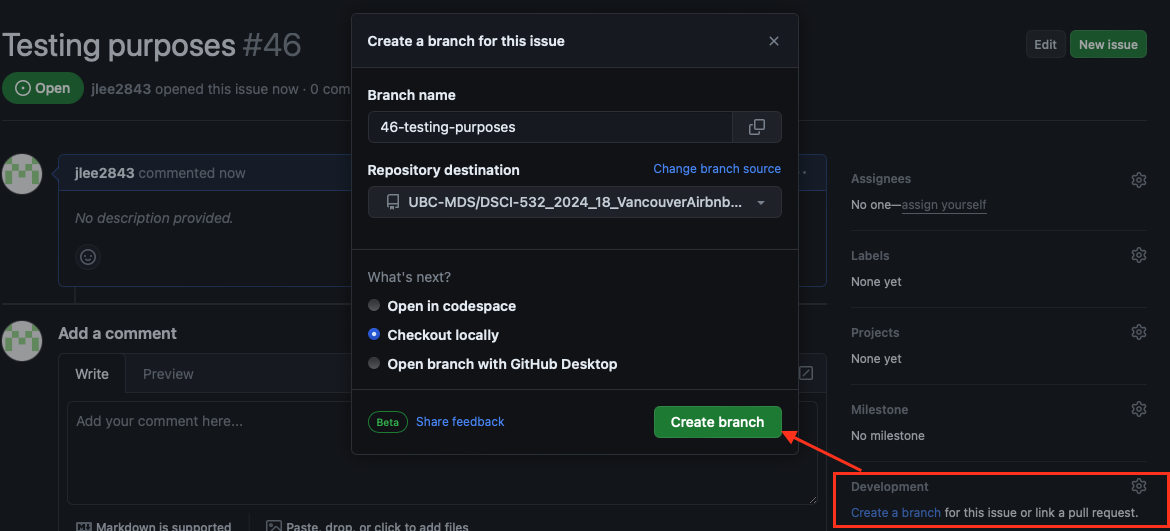 Testing purposes #46
Edit
New issue
Open
jlee2843 opened this issue now · 0 com
Create a branch for this issue
Branch name
46-testing-purposes
Repository destination
Change branch source
UBC-MDS/DSCI-532_2024_18_VancouverAirbnb...
What's next?
Open in codespace
Checkout locally
Open branch with GitHub Desktop
Beta
Share feedback
Create branch
jlee2843 commented now
No description provided.
Add a comment
Write
Preview
Add your comment here...
Markdown is supported
Paste, drop, or click to add files
Assignees
No one—assign yourself
Labels
None yet
Projects
None yet
Milestone
No milestone
Development
Create a branch for this issue or link a pull request.